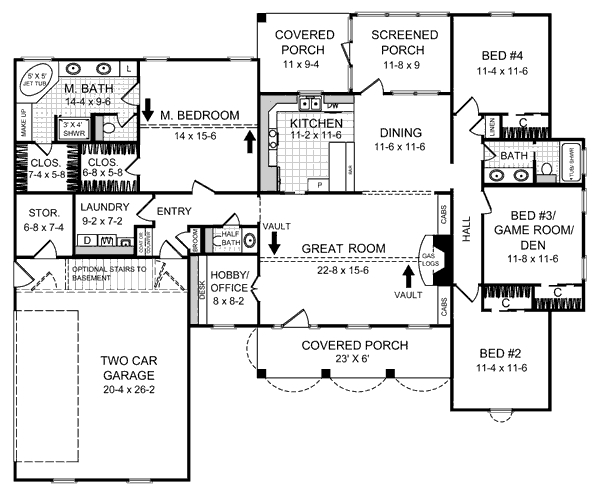 COVERED
PORCH
11 x 9-4
SCREENED
PORCH
11-8 x 9
BED #4
11-4 x 11-6
5' X 5'
JET TUB
L
M. BATH
14-4 x 9-6
MAKE UP
3' X 4'
SHWR
M. BEDROOM
14 x 15-6
DW
KITCHEN
11-2 x 11-6
BAR
P
DINING
11-6 x 11-6
LINEN
C
BATH
TUB/SHWR
CLOS.
7-4 x 5-8
CLOS.
6-8 x 5-8
STOR.
6-8 x 7-4
LAUNDRY
9-2 x 7-2
D
ENTRY
BROOM
HALF
BATH
VAULT
GREAT ROOM
22-8 x 15-6
VAULT
CABS
GAS
LOGS
CABS
HALL
BED #3/
GAME ROOM/
DEN
11-8 x 11-6
C
C
OPTIONAL STAIRS TO
BASEMENT
DESK
HOBBY/
OFFICE
8 x 8-2
TWO CAR
GARAGE
20-4 x 26-2
COVERED PORCH
23' X 6'
BED #2
11-4 x 11-6